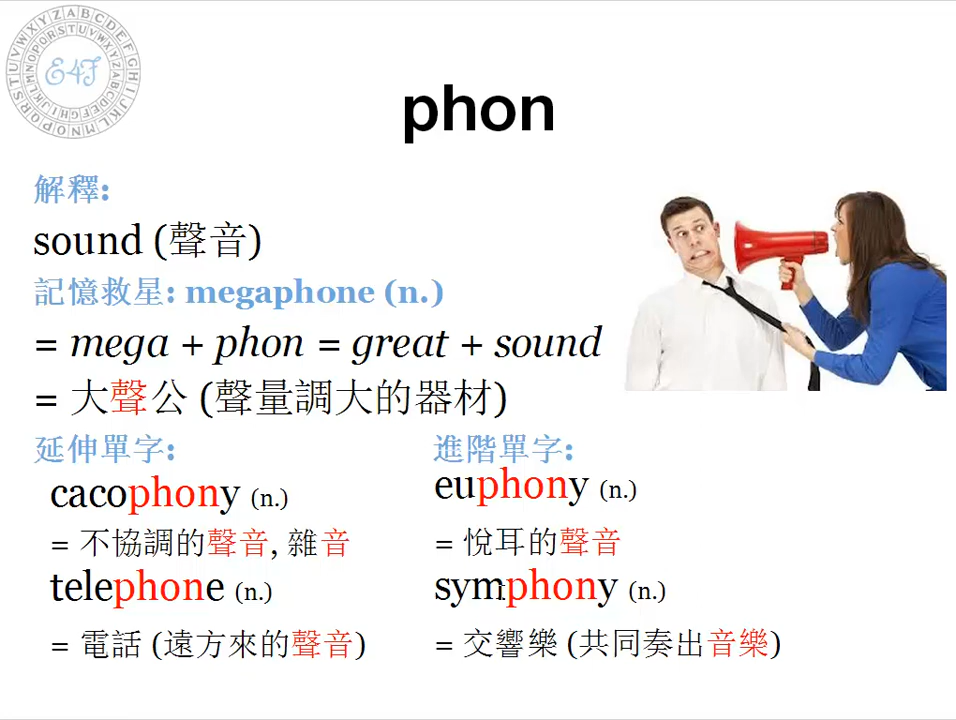 E4F
phon
解釋:
sound (聲音)
記憶救星: megaphone (n.)
= mega + phon = great + sound
= 大聲公 (聲量調大的器材)
延伸單字:
cacophony (n.)
= 不協調的聲音, 雜音
telephone (n.)
= 電話 (遠方來的聲音)
進階單字:
euphony (n.)
= 悅耳的聲音
symphony (n.)
= 交響樂 (共同奏出音樂)